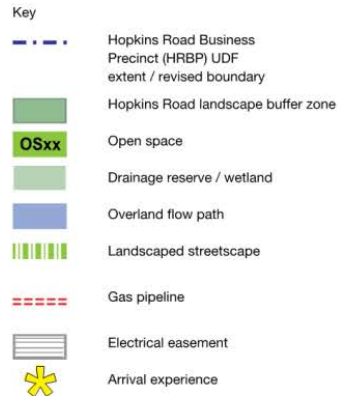 Key
Hopkins Road Business
Precinct (HRBP) UDF
extent / revised boundary
Hopkins Road landscape buffer zone
OSxx
Open space
Drainage reserve / wetland
Overland flow path
Landscaped streetscape
Gas pipeline
Electrical easement
Arrival experience